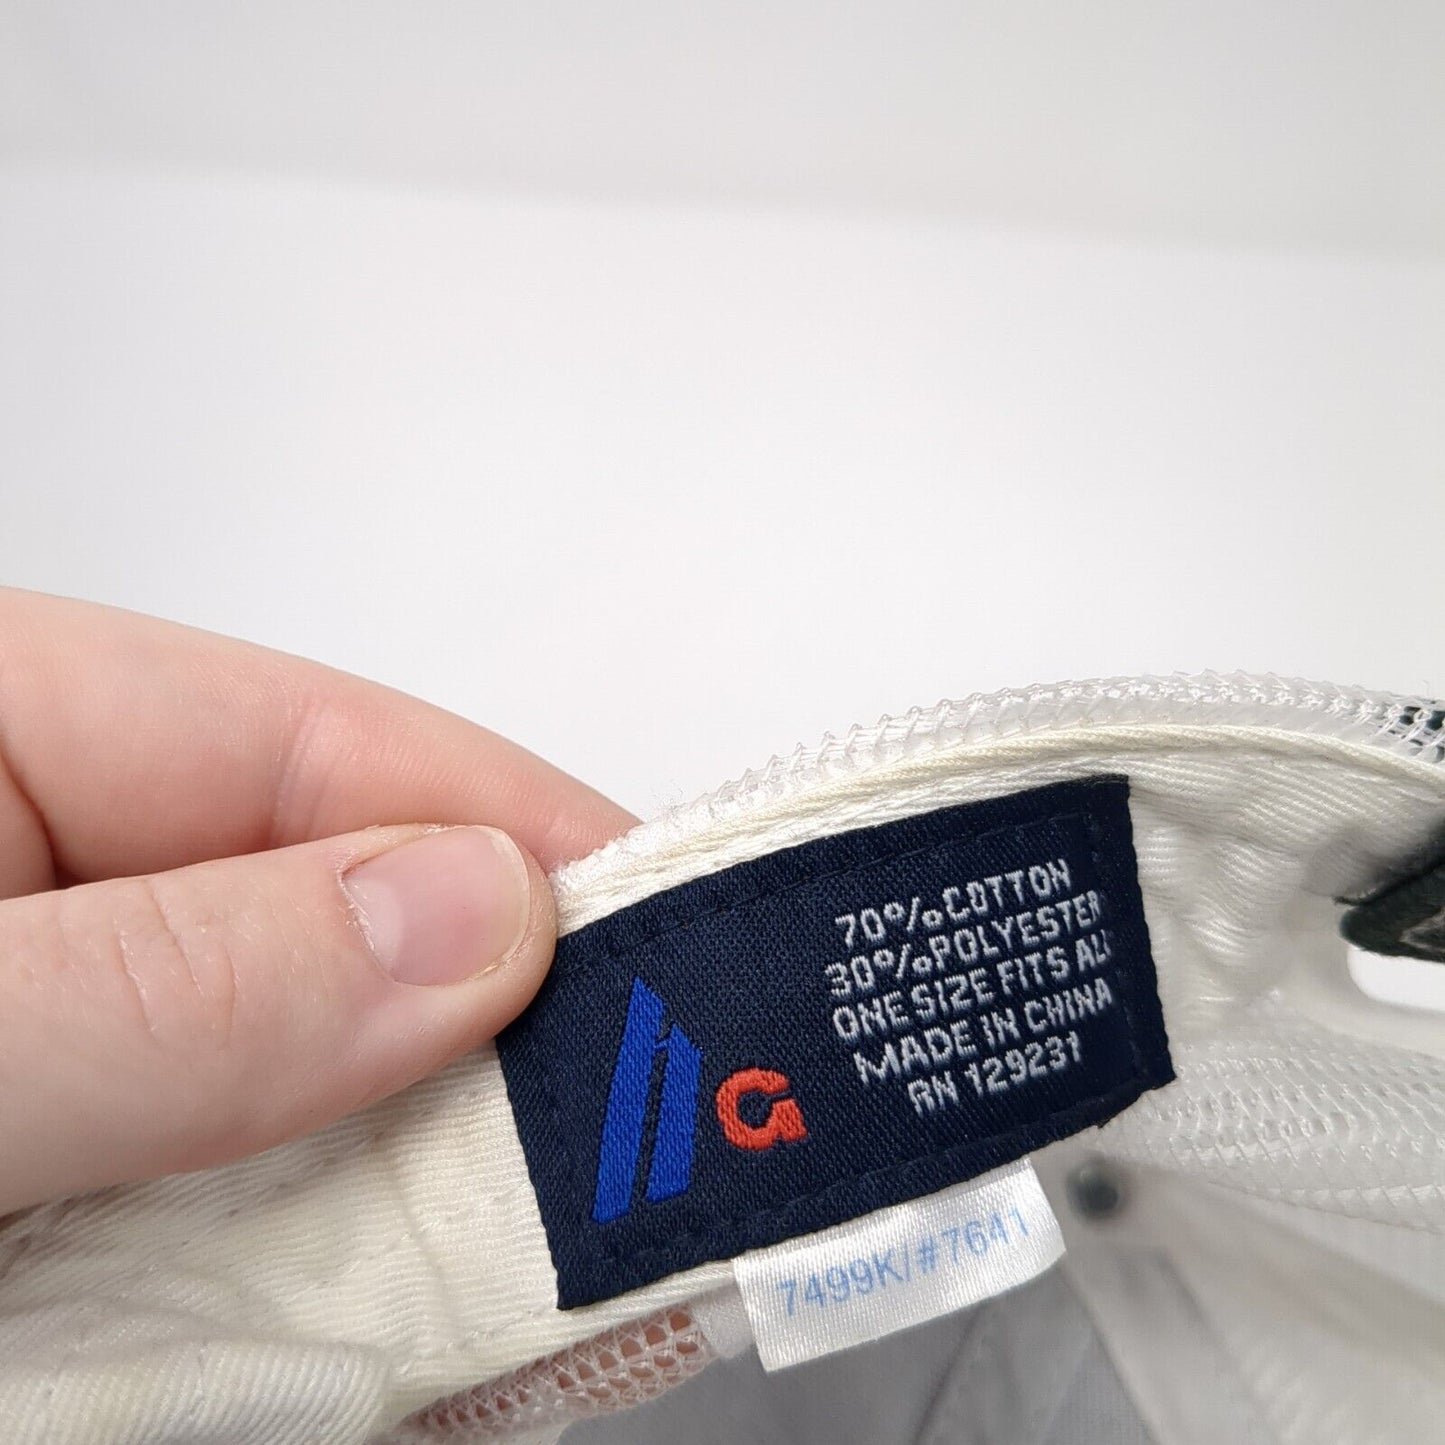 70% COTTON
30% POLYESTER
ONE SIZE FITS ALL
MADE IN CHINA
RN 129231
h G
7499K/#7641